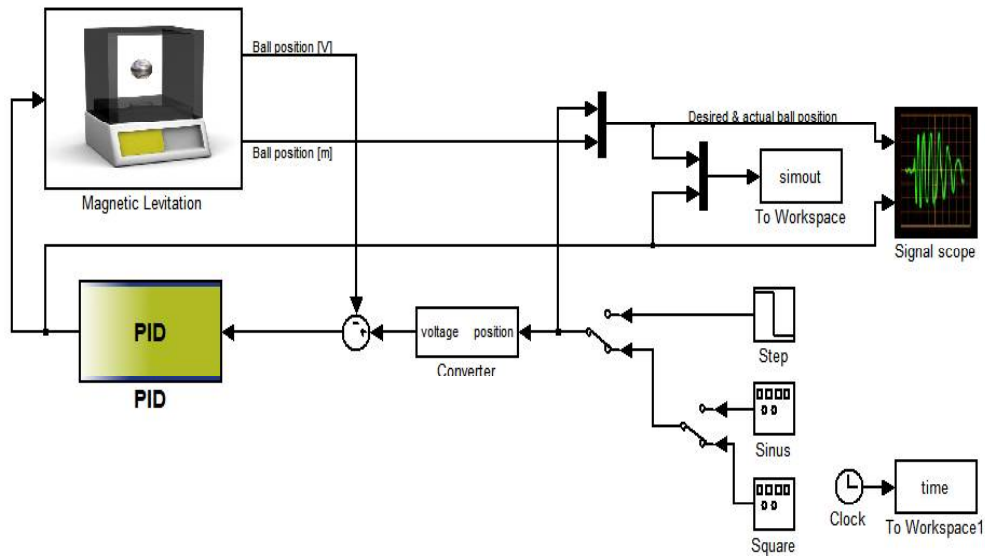 Ball position [V]
Ball position [m]
Magnetic Levitation
Desired & actual ball position
simout
To Workspace
Signal scope
PID
PID
voltage position
Converter
Step
Sinus
Square
Clock
time
To Workspace1